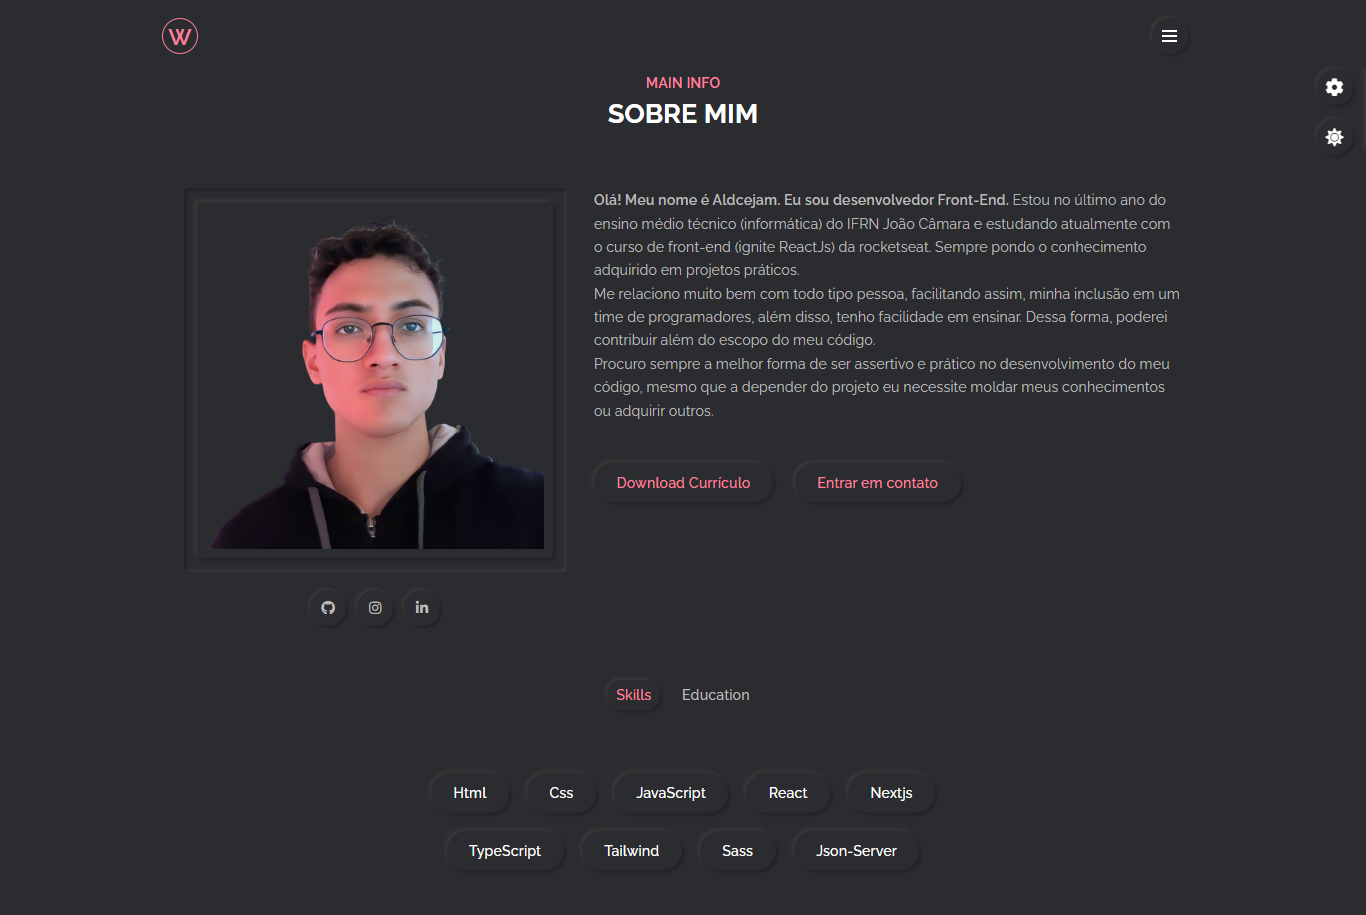 W
MAIN INFO
SOBRE MIM
Olá! Meu nome é Aldcejam. Eu sou desenvolvedor Front-End. Estou no último ano do
ensino médio técnico (informática) do IFRN João Câmara e estudando atualmente com
o curso de front-end (ignite ReactJs) da rocketseat. Sempre pondo o conhecimento
adquirido em projetos práticos.
Me relaciono muito bem com todo tipo pessoa, facilitando assim, minha inclusão em um
time de programadores, além disso, tenho facilidade em ensinar. Dessa forma, poderei
contribuir além do escopo do meu código.
Procuro sempre a melhor forma de ser assertivo e prático no desenvolvimento do meu
código, mesmo que a depender do projeto eu necessite moldar meus conhecimentos
ou adquirir outros.
Download Currículo Entrar em contato
Skills Education
Html Css JavaScript React Nextjs
TypeScript Tailwind Sass Json-Server